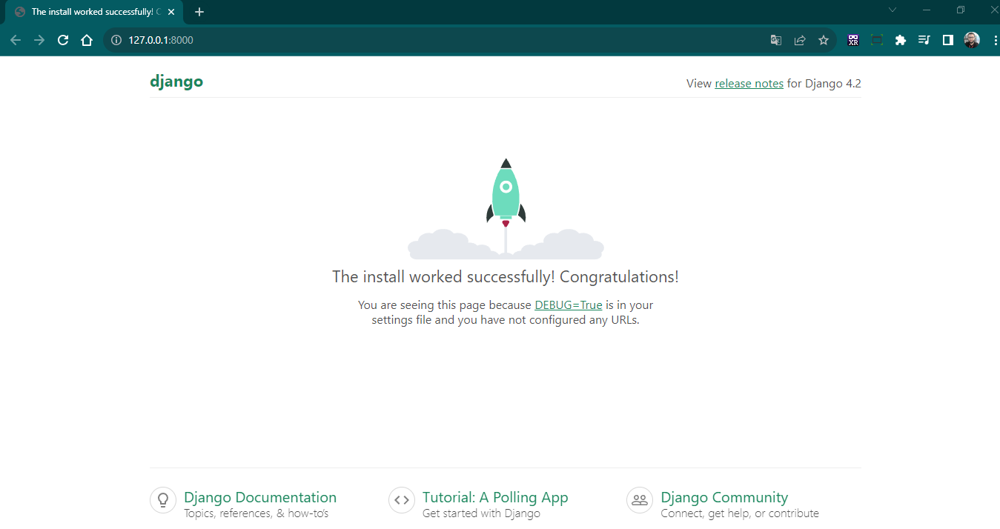 The install worked successfully! C
127.0.0.1:8000
XR
django
View release notes for Django 4.2
The install worked successfully! Congratulations!
You are seeing this page because DEBUG=True is in your
settings file and you have not configured any URLs.
Django Documentation
Topics, references, & how-to's
Tutorial: A Polling App
Get started with Django
Django Community
Connect, get help, or contribute